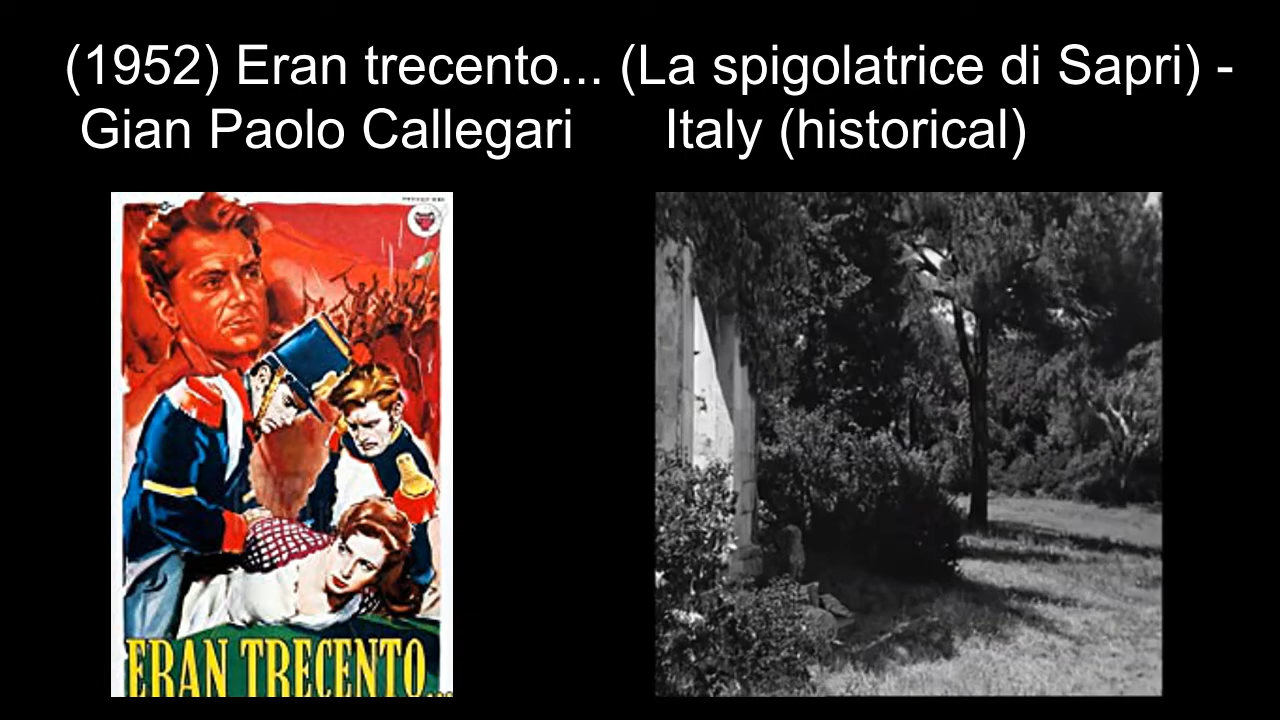 (1952) Eran trecento... (La spigolatrice di Sapri) -
Gian Paolo Callegari Italy (historical)
ERAN TRECENTO...